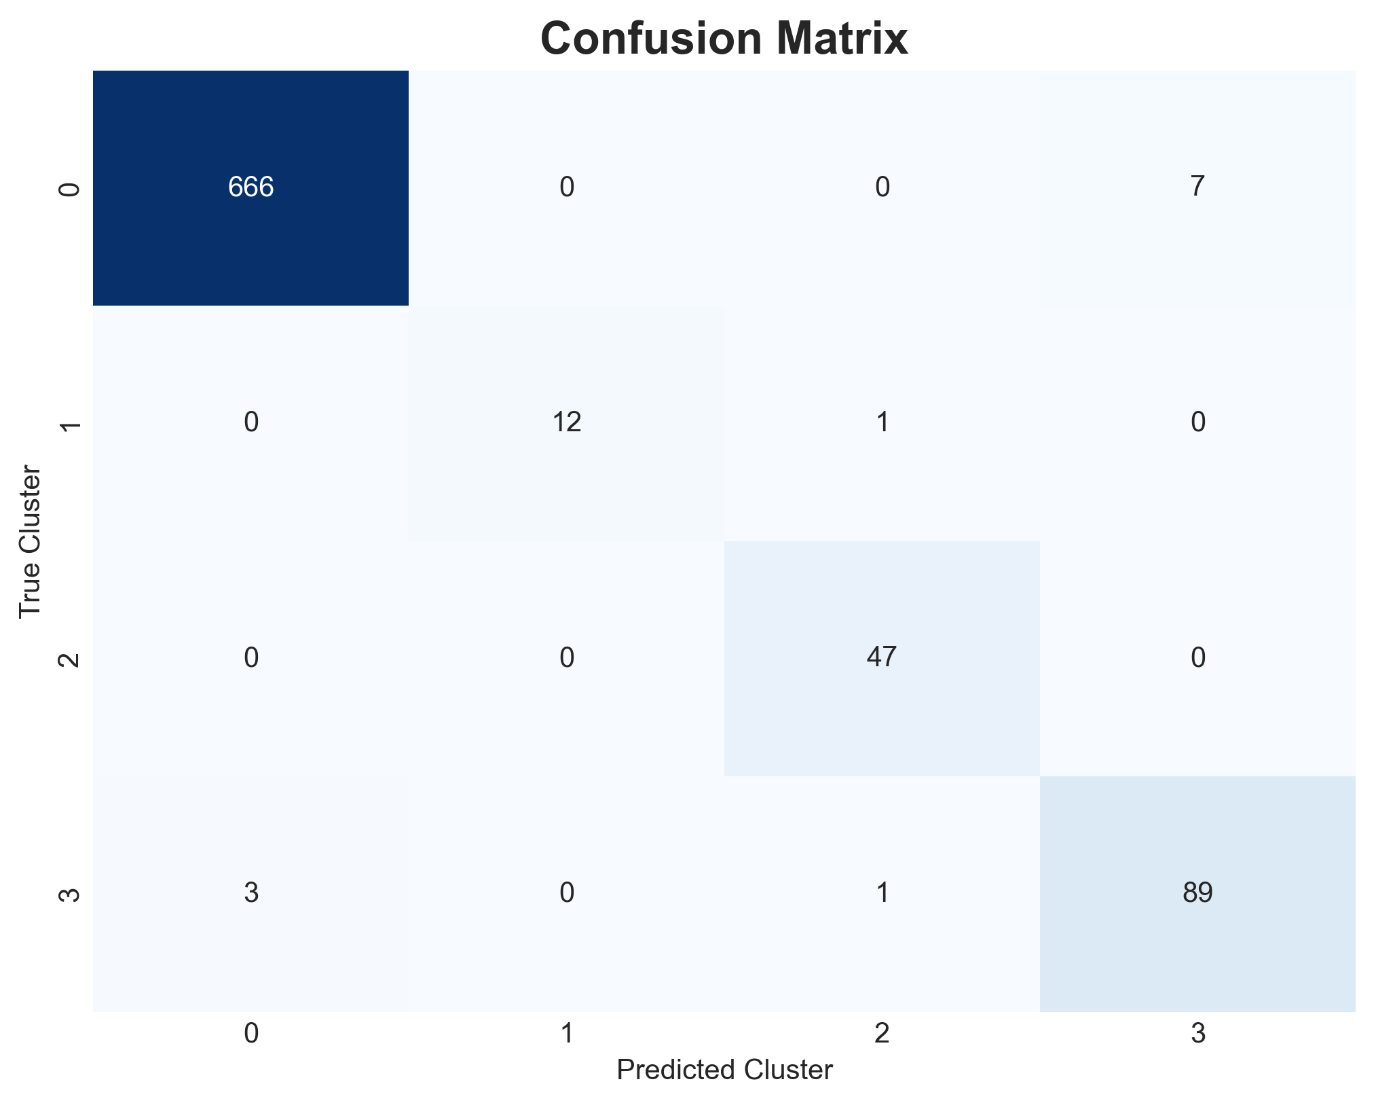 Confusion Matrix
0 666 0 0 7
1 0 12 1 0
True Cluster
2 0 0 47 0
3 3 0 1 89
0 1 2 3
Predicted Cluster